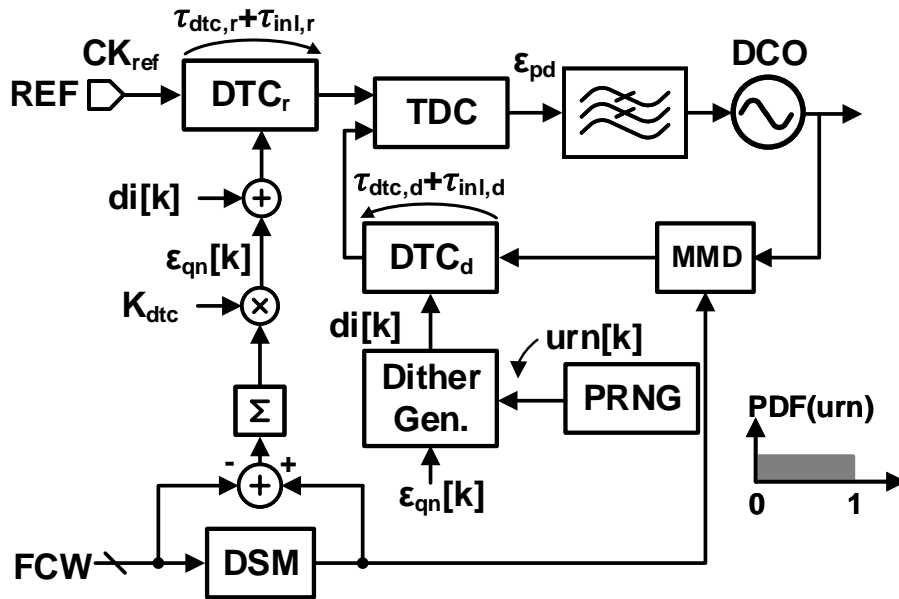 τdtc,r+τinl,r
CKref
REF
DTCr
TDC
εpd
DCO
di[k]
+
εqn[k]
Kdtc
×
Σ
- +
+
FCW
DSM
τdtc,d+τinl,d
DTCd
MMD
di[k]
urn[k]
Dither
Gen.
PRNG
εqn[k]
PDF(urn)
0 1